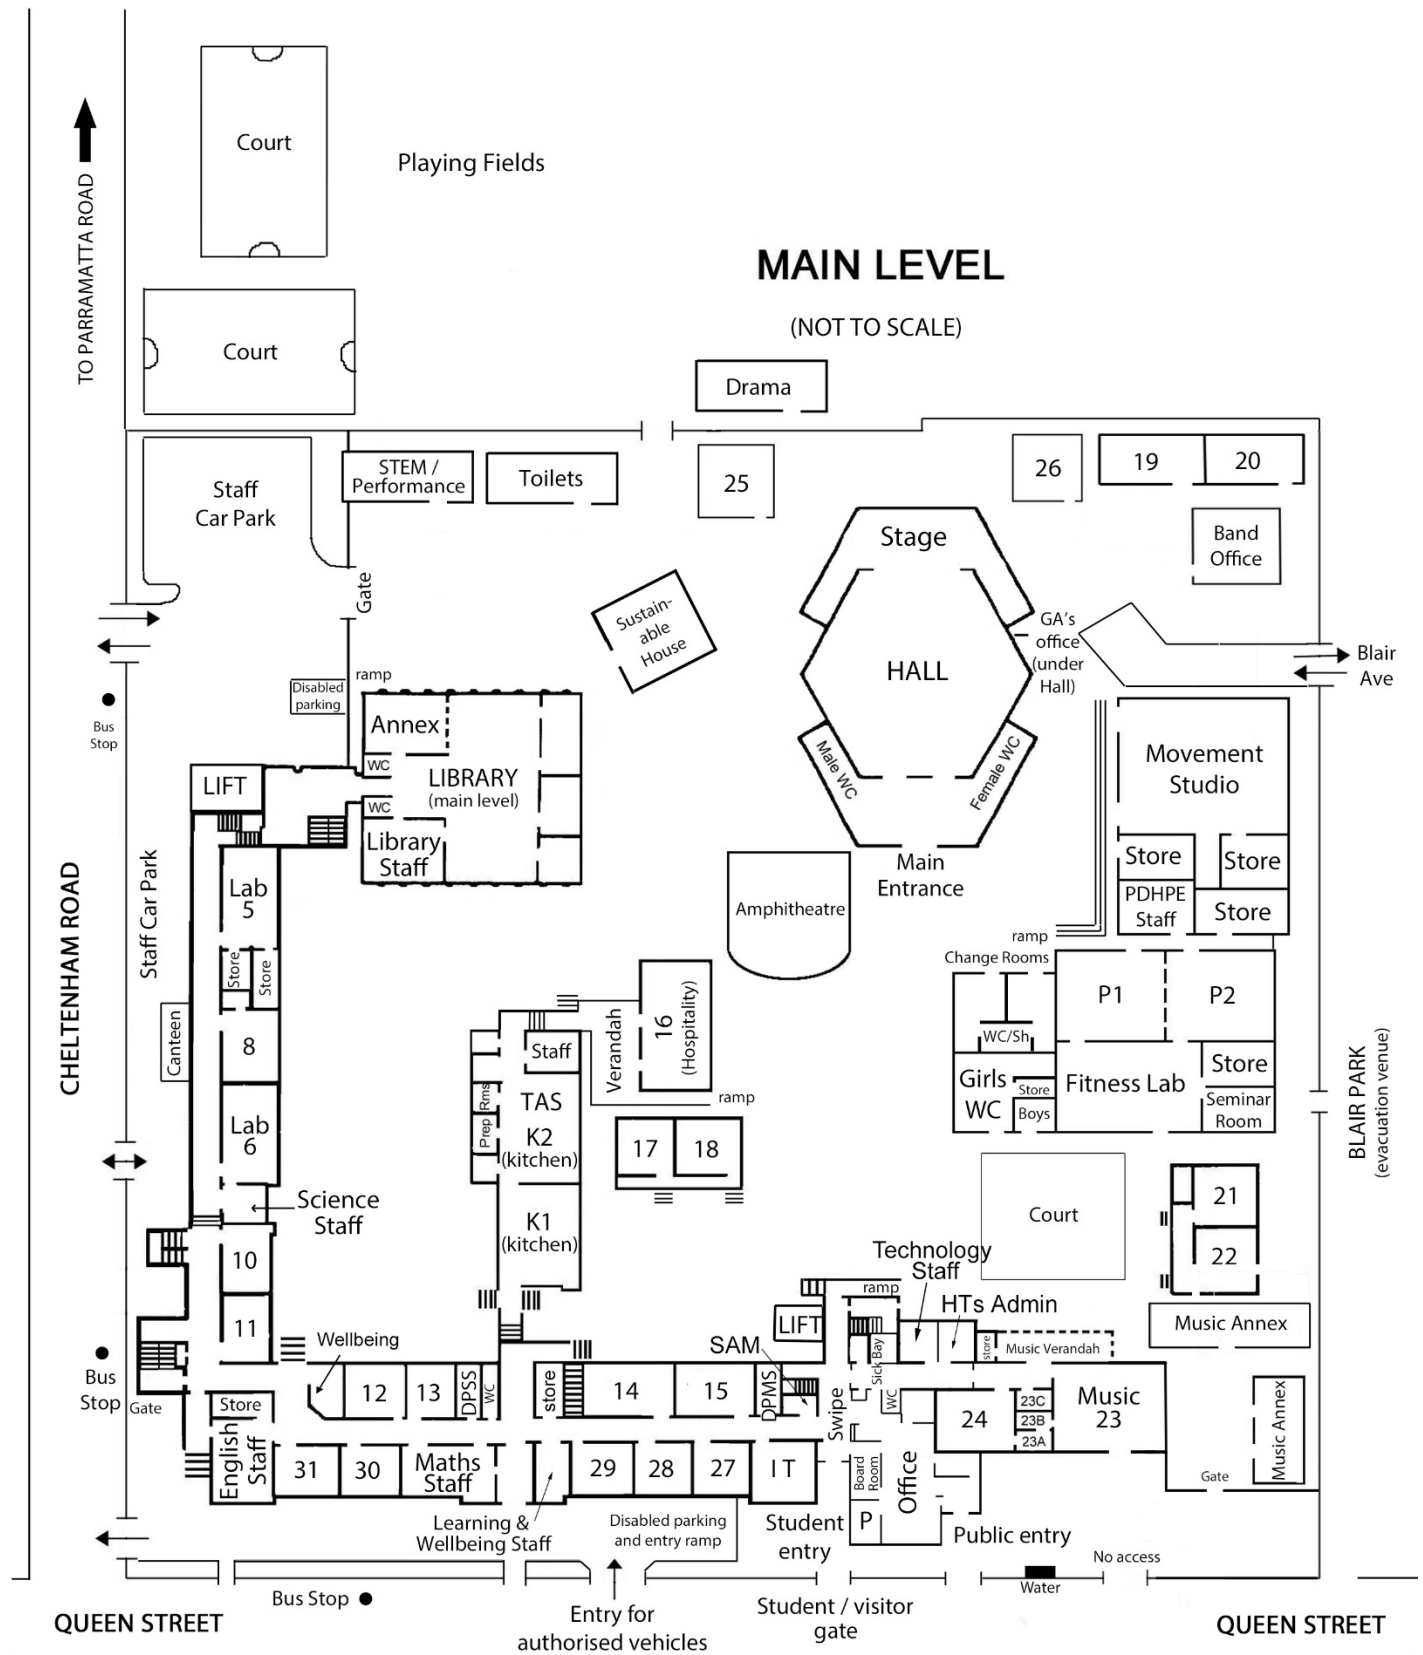 Court
Playing Fields
TO PARRAMATTA ROAD
MAIN LEVEL
(NOT TO SCALE)
Court
Drama
STEM /
Performance
Toilets
25
26
19
20
Staff
Car Park
Gate
Stage
Band
Office
Sustain-
able
House
HALL
GA's
office
(under
Hall)
Blair
Ave
Bus
Stop
Disabled
parking
ramp
Annex
WC
LIBRARY
(main level)
WC
Library
Staff
Male WC
Female WC
Main
Entrance
Movement
Studio
Store
Store
PDHPE
Staff
Store
LIFT
CHELTENHAM ROAD
Staff Car Park
Lab
5
Store
Store
Amphitheatre
ramp
Change Rooms
Canteen
8
Lab
6
Staff
Verandah
16
(Hospitality)
Rms
Prep
TAS
K2
(kitchen)
ramp
17
18
P1
P2
WC/Sh
Girls
WC
Store
Boys
Fitness Lab
Store
Seminar
Room
BLAIR PARK
(evacuation venue)
Science
Staff
K1
(kitchen)
Court
21
22
10
11
Technology
Staff
ramp
HTs Admin
Music Annex
Wellbeing
SAM
LIFT
Sick Bay
store
Music Verandah
Bus
Stop
Gate
Store
12
13
DPSS
WC
store
14
15
DPMS
Swipe
WC
24
23C
23B
23A
Music
23
Music Annex
English
Staff
31
30
Maths
Staff
29
28
27
I T
Board
Room
Office
P
Gate
Learning &
Wellbeing Staff
Disabled parking
and entry ramp
Student
entry
Public entry
No access
Bus Stop
Water
QUEEN STREET
Entry for
authorised vehicles
Student / visitor
gate
QUEEN STREET